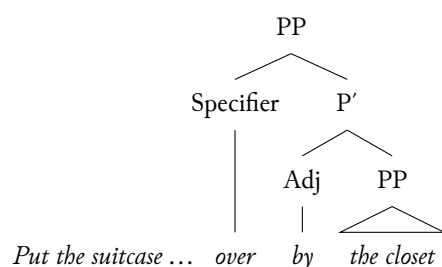 PP
Specifier P′
Adj PP
Put the suitcase … over by the closet